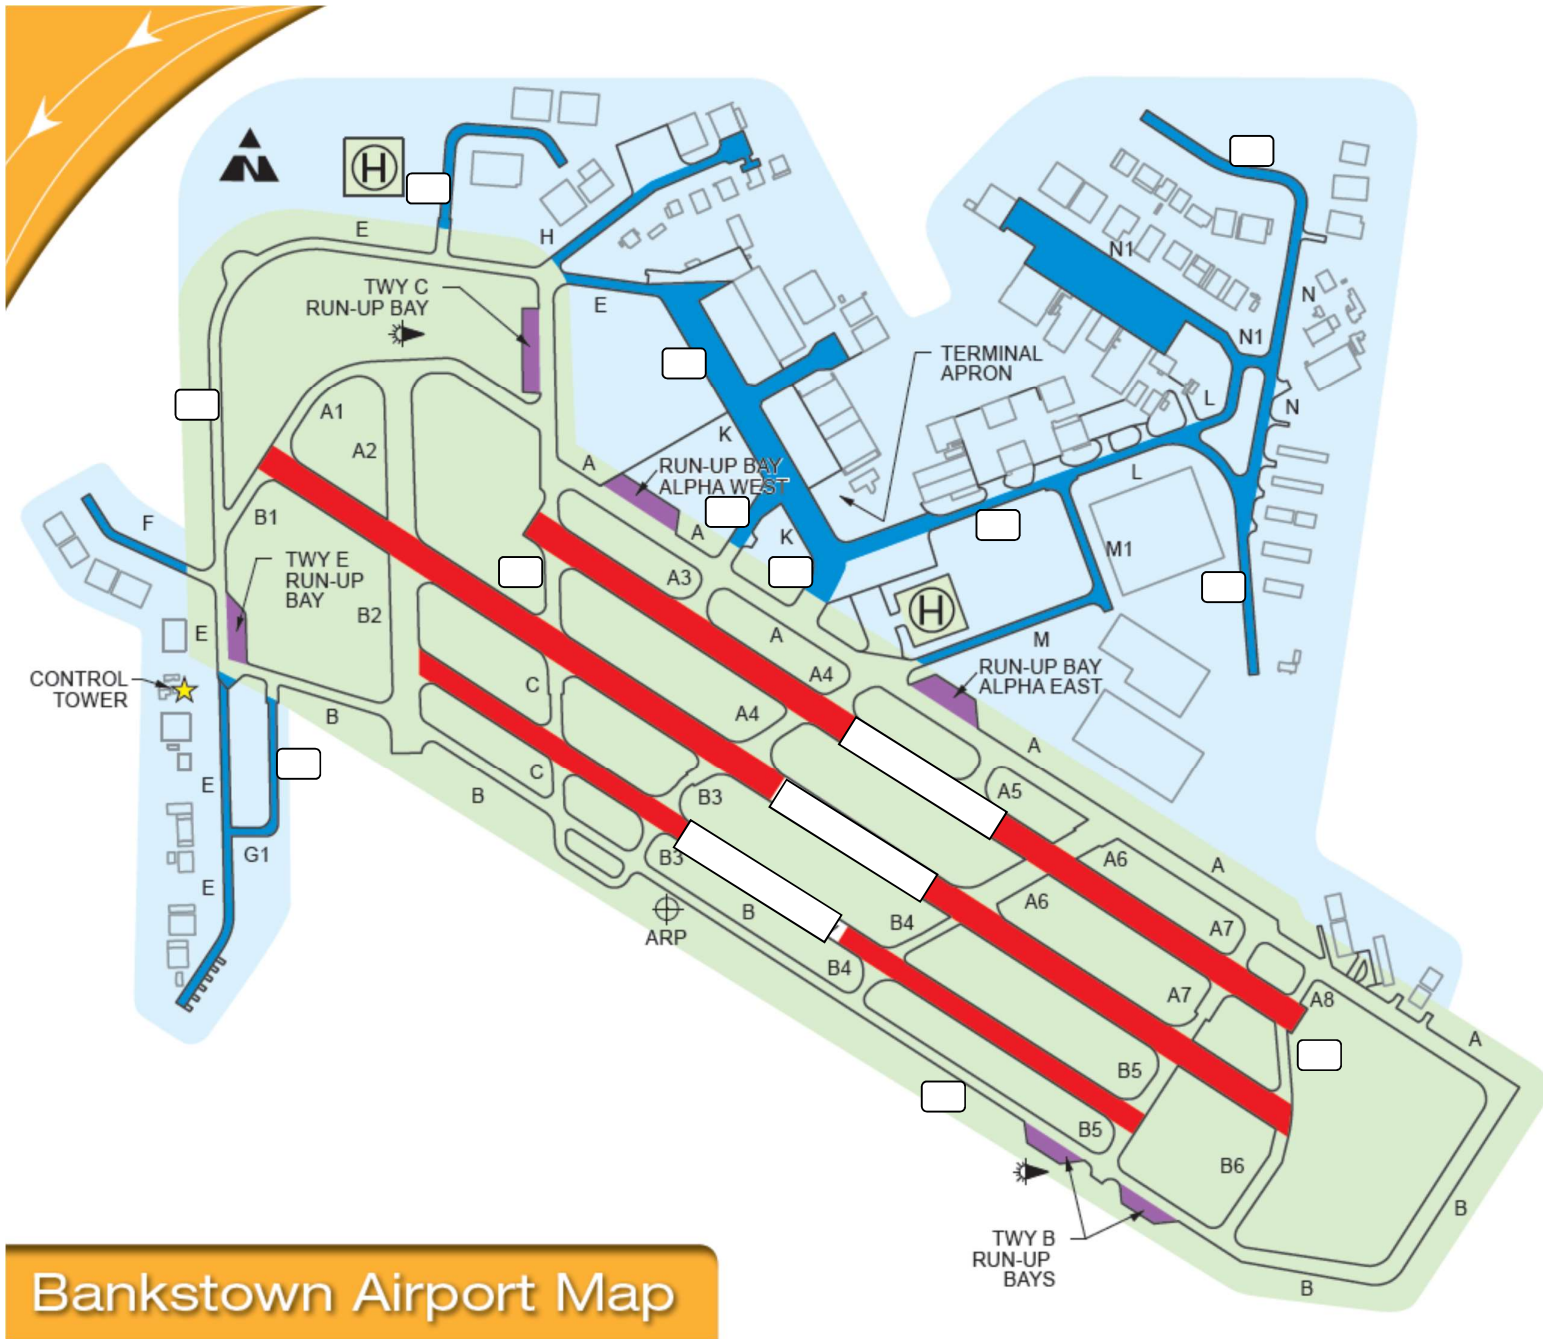 H
E
H
TWY C
RUN-UP BAY
E
N1
N
N1
TERMINAL
APRON
A1
L
N
A2
K
A
RUN-UP BAY
ALPHA WEST
L
B1
F
A
K
M1
TWY E
RUN-UP
BAY
A3
H
B2
E
A
M
A4
RUN-UP BAY
ALPHA EAST
CONTROL
TOWER
C
B
A4
A
C
E
B
B3
A5
G1
B3
A6
A
E
A6
B
B4
A7
ARP
B4
A7
A8
A
B5
B5
B6
B
TWY B
RUN-UP
BAYS
B
Bankstown Airport Map